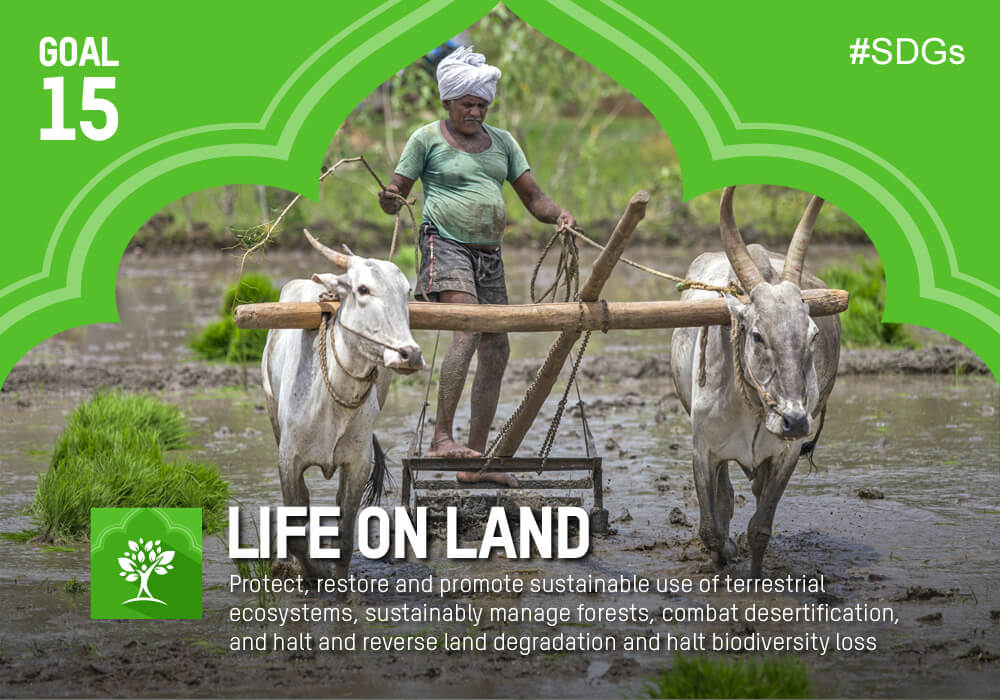 GOAL
15
#SDGs
LIFE ON LAND
Protect, restore and promote sustainable use of terrestrial
ecosystems, sustainably manage forests, combat desertification,
and halt and reverse land degradation and halt biodiversity loss